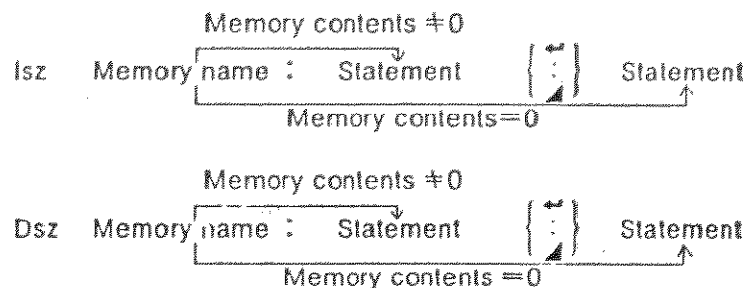 Memory contents ≠0
Isz Memory name : Statement { ↵ : ◢ } Statement
Memory contents=0
Memory contents ≠0
Dsz Memory name : Statement { ↵ : ◢ } Statement
Memory contents =0